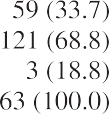 59 (33.7)
121 (68.8)
3 (18.8)
63 (100.0)